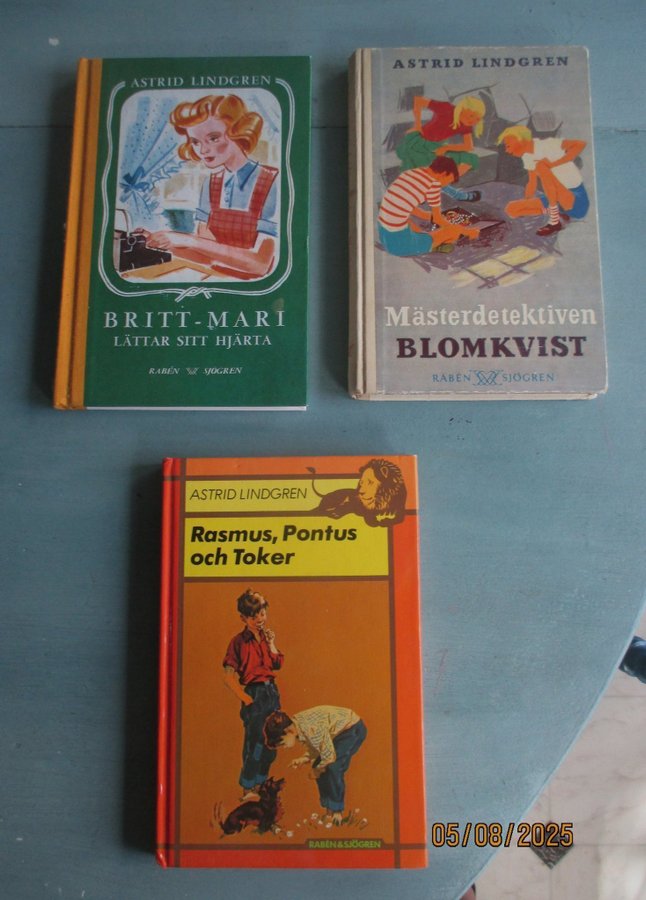 ASTRID LINDGREN
BRITT-MARI
LÄTTAR SITT HJÄRTA
RABÉN SJÖGREN
ASTRID LINDGREN
Mästerdetektiven
BLOMKVIST
RABÉN SJÖGREN
ASTRID LINDGREN
Rasmus, Pontus
och Toker
RABÉN & SJÖGREN
05/08/2025